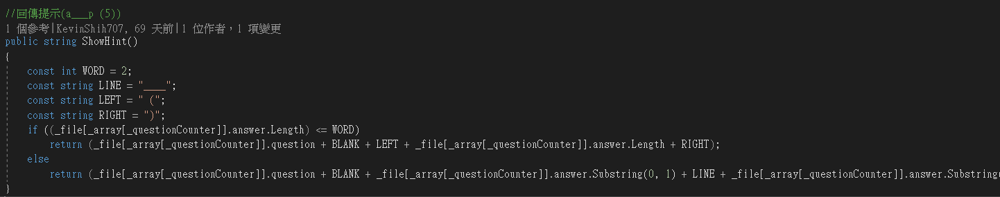 //回傳提示(a___p (5))
1 個參考|KevinShih707, 69 天前|1 位作者，1 項變更
public string ShowHint()
{
const int WORD = 2;
const string LINE = "____";
const string LEFT = " (";
const string RIGHT = ")";
if ((_file[_array[_questionCounter]].answer.Length) <= WORD)
return (_file[_array[_questionCounter]].question + BLANK + LEFT + _file[_array[_questionCounter]].answer.Length + RIGHT);
else
return (_file[_array[_questionCounter]].question + BLANK + _file[_array[_questionCounter]].answer.Substring(0, 1) + LINE + _file[_array[_questionCounter]].answer.Substring(
}